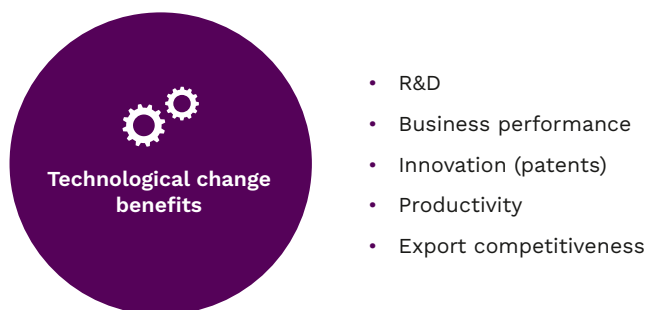 Technological change
benefits
• R&D
• Business performance
• Innovation (patents)
• Productivity
• Export competitiveness